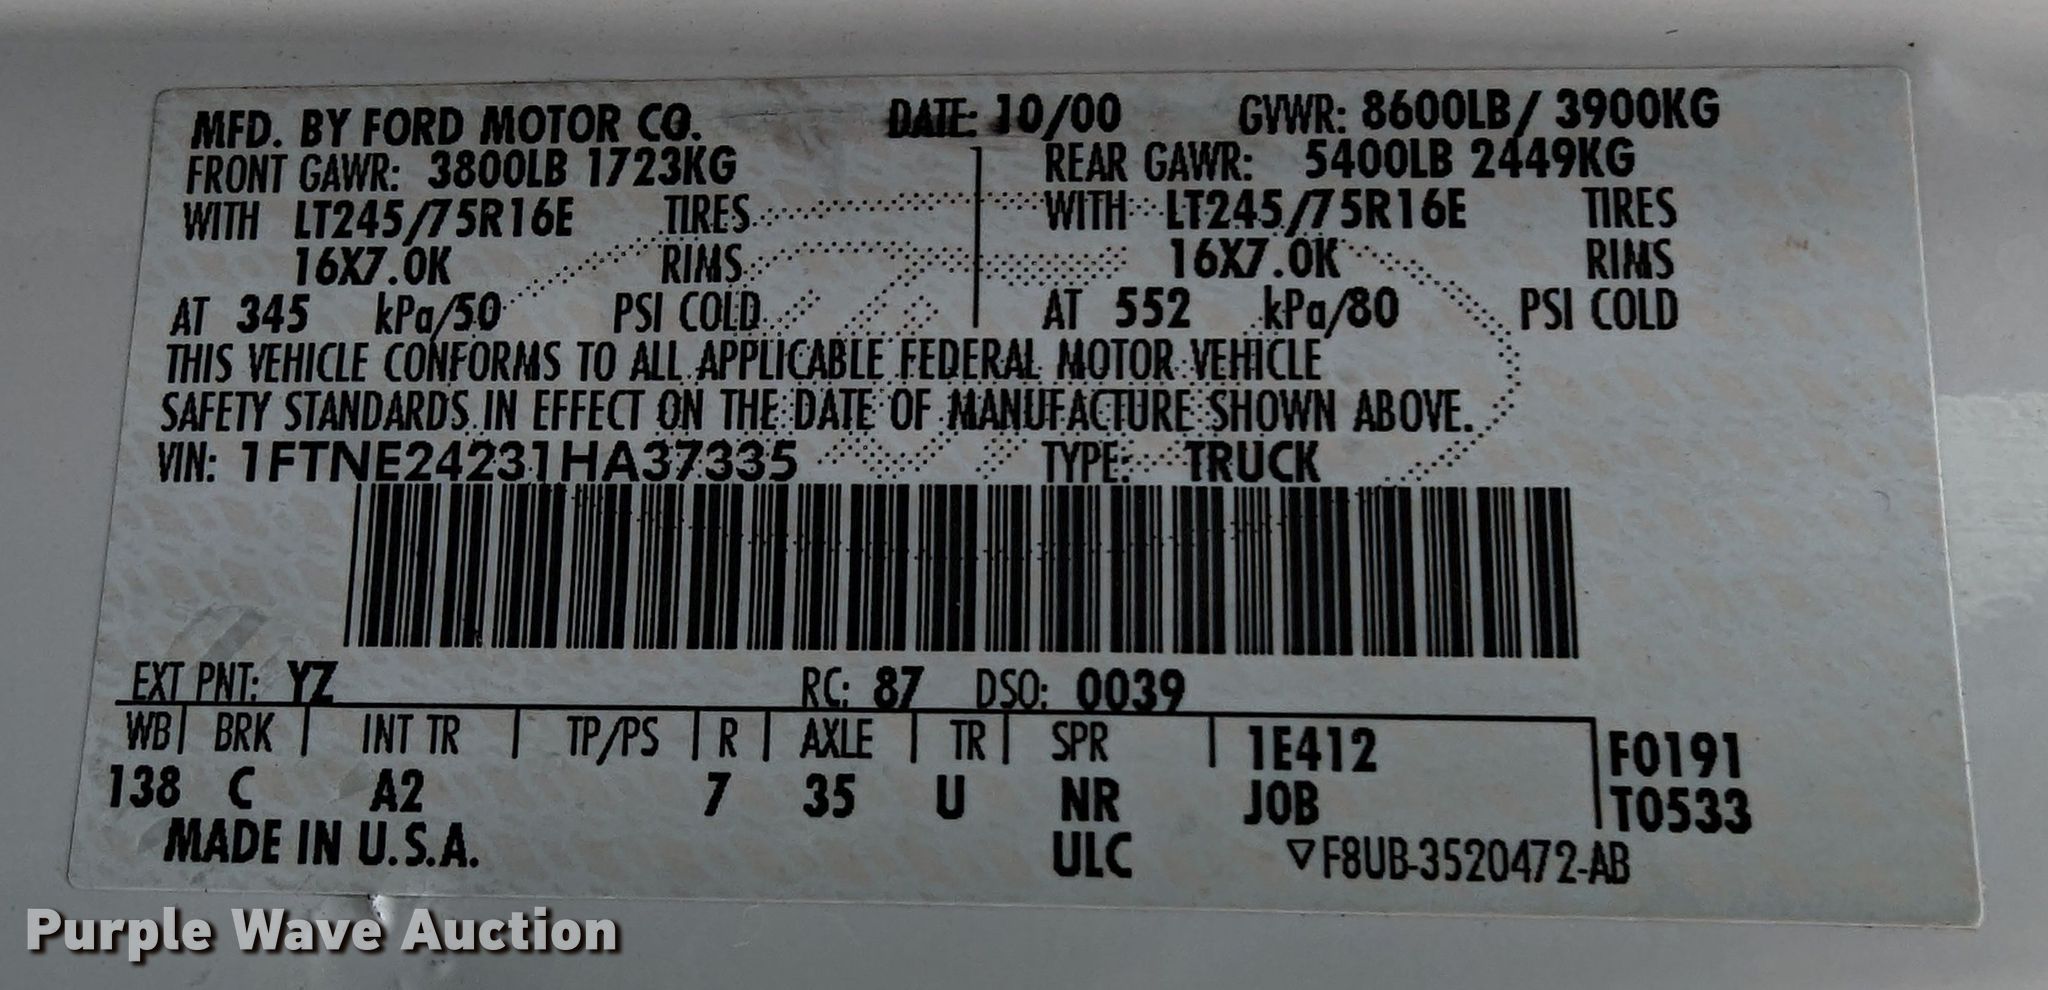 MFD. BY FORD MOTOR CO. DATE: 10/00 GVWR: 8600LB/ 3900KG
FRONT GAWR: 3800LB 1723KG REAR GAWR: 5400LB 2449KG
WITH LT245/75R16E TIRES WITH LT245/75R16E TIRES
16X7.0K RIMS 16X7.0K RIMS
AT 345 kPa/50 PSI COLD AT 552 kPa/80 PSI COLD
THIS VEHICLE CONFORMS TO ALL APPLICABLE FEDERAL MOTOR VEHICLE
SAFETY STANDARDS IN EFFECT ON THE DATE OF MANUFACTURE SHOWN ABOVE.
VIN: 1FTNE24231HA37335 TYPE: TRUCK
EXT PNT: YZ RC: 87 DSO: 0039
WB BRK INT TR TP/PS R AXLE TR SPR 1E412 F0191
138 C A2 7 35 U NR JOB T0533
MADE IN U.S.A. ULC ▽F8UB-3520472-AB
Purple Wave Auction